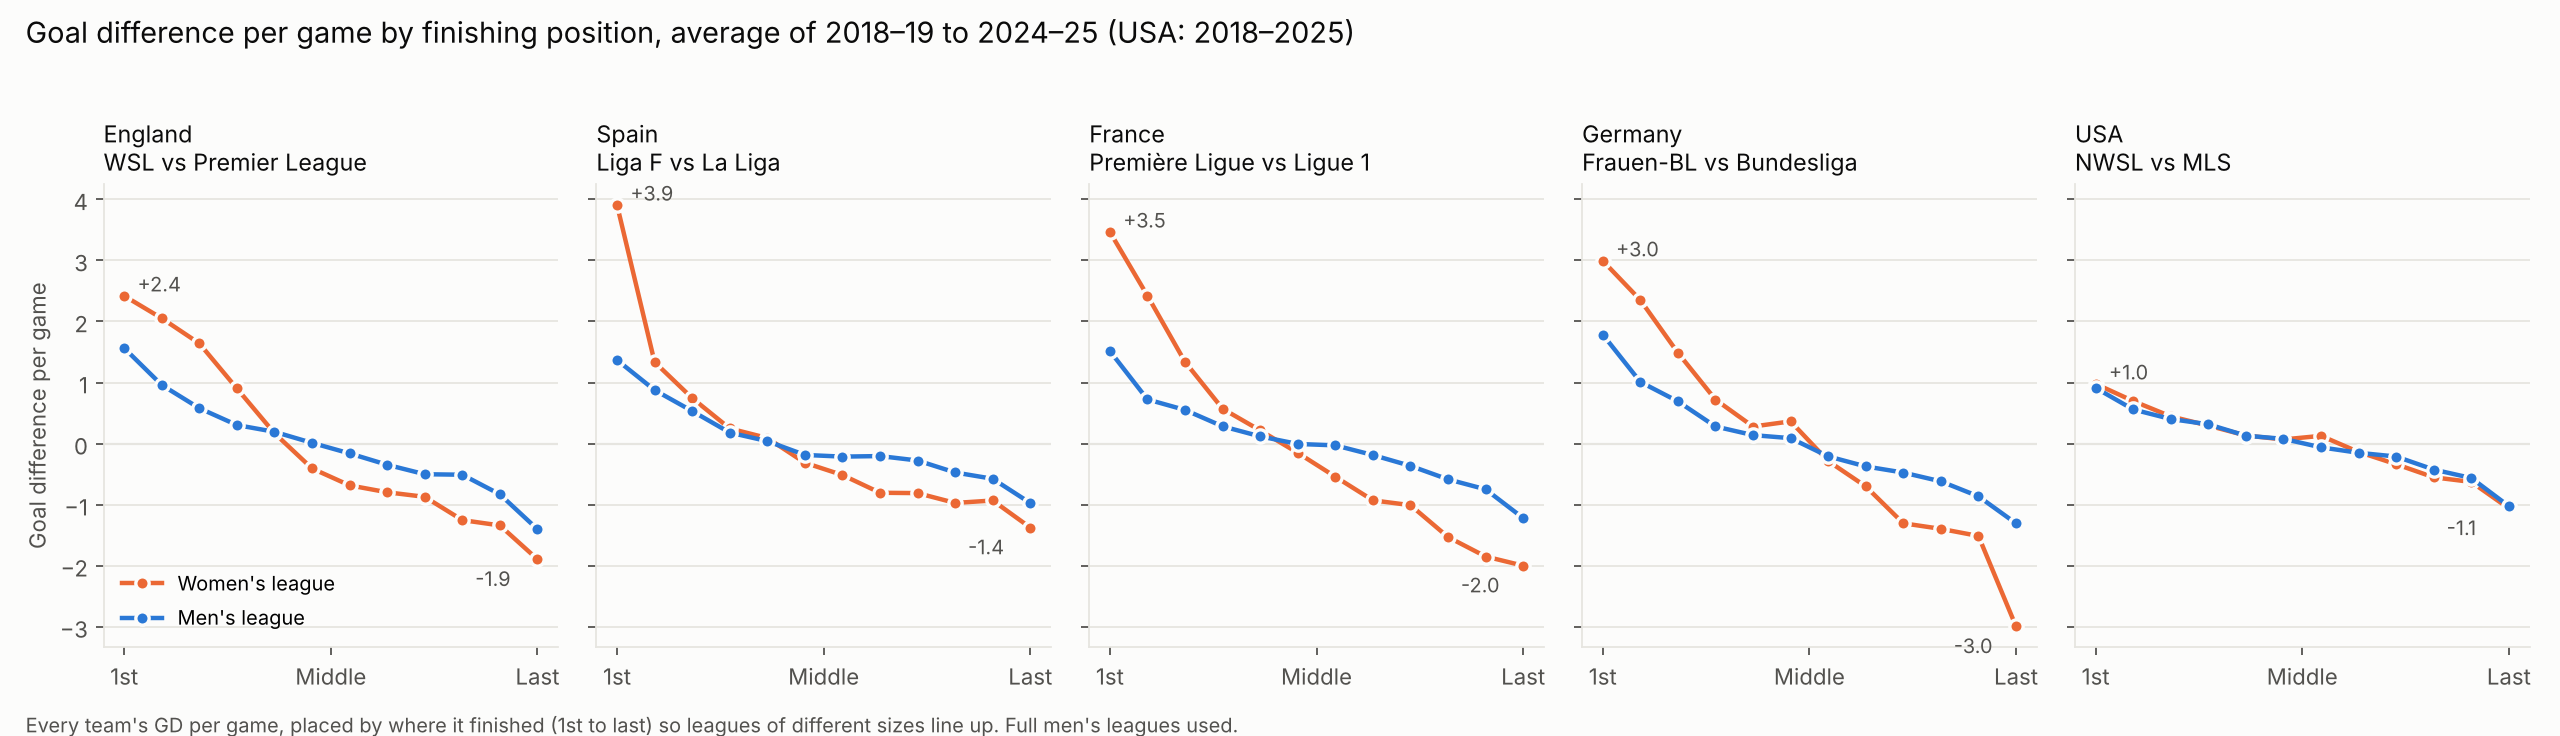 Goal difference per game by finishing position, average of 2018–19 to 2024–25 (USA: 2018–2025)
England
WSL vs Premier League
Spain
Liga F vs La Liga
France
Première Ligue vs Ligue 1
Germany
Frauen-BL vs Bundesliga
USA
NWSL vs MLS
Goal difference per game
4
3
2
1
0
−1
−2
−3
+2.4
-1.9
Women's league
Men's league
1st
Middle
Last
+3.9
-1.4
1st
Middle
Last
+3.5
-2.0
1st
Middle
Last
+3.0
-3.0
1st
Middle
Last
+1.0
-1.1
1st
Middle
Last
Every team's GD per game, placed by where it finished (1st to last) so leagues of different sizes line up. Full men's leagues used.